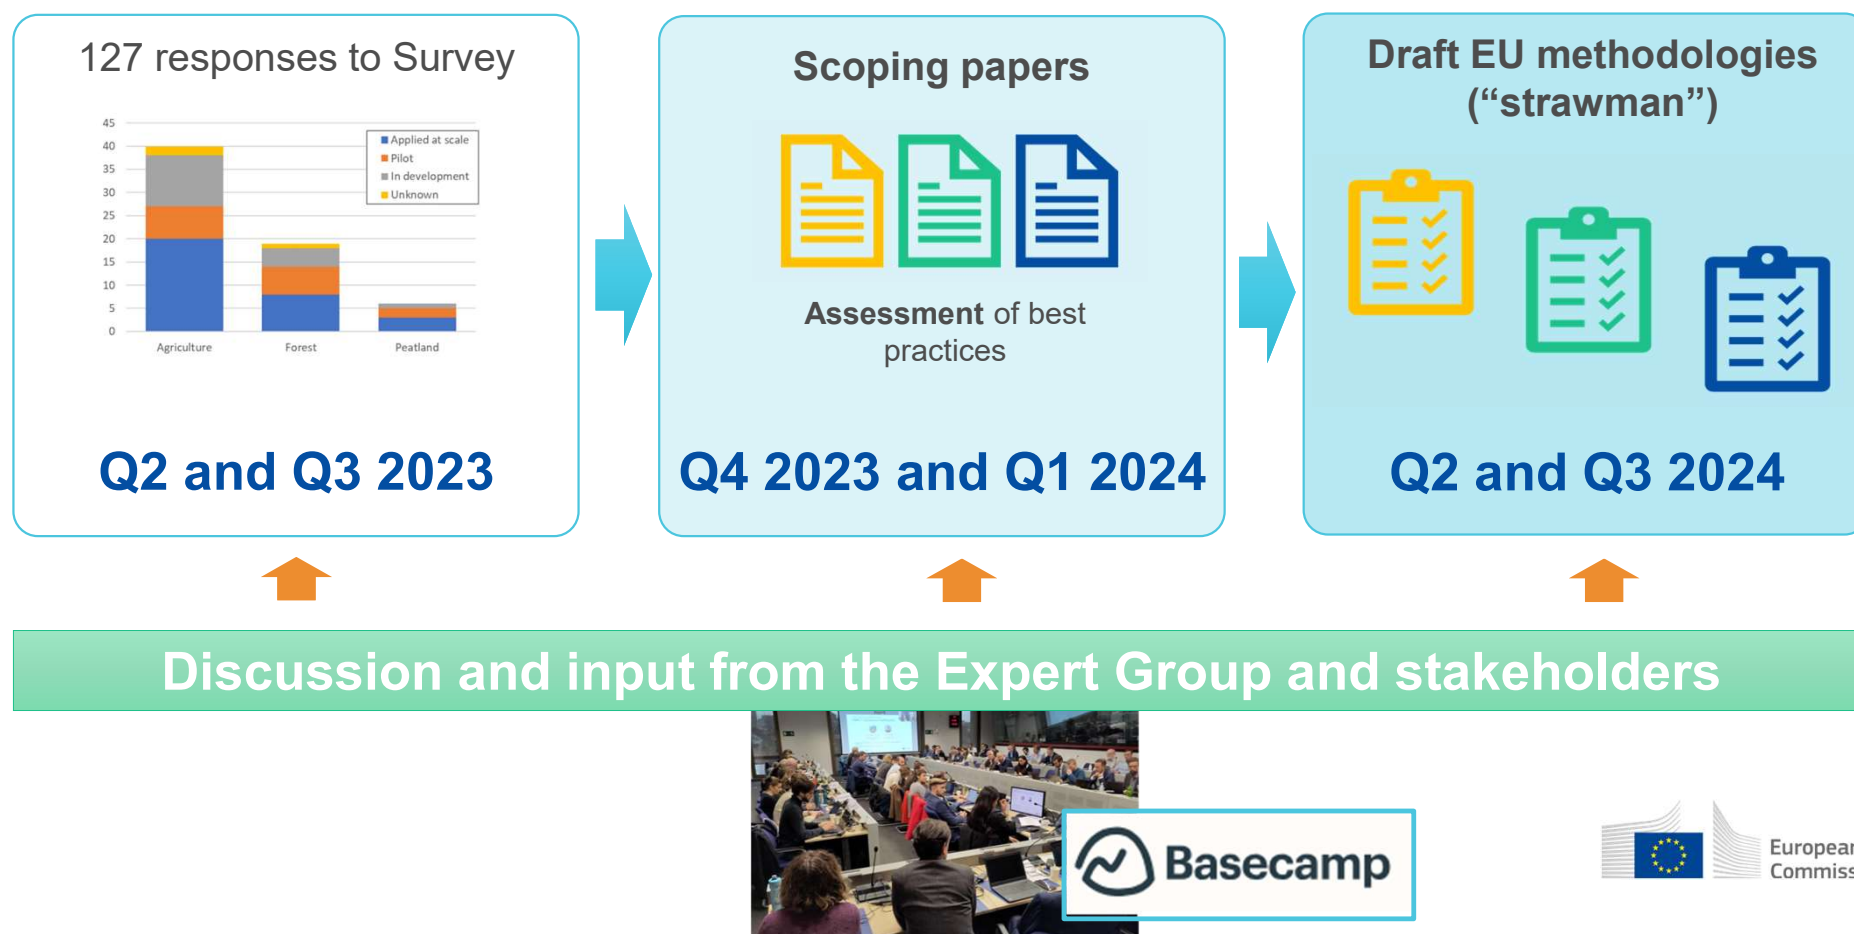 127 responses to Survey
45
40
35
30
25
20
15
10
5
0
Applied at scale
Pilot
In development
Unknown
Agriculture
Forest
Peatland
Q2 and Q3 2023
Scoping papers
Assessment of best
practices
Q4 2023 and Q1 2024
Draft EU methodologies
(“strawman”)
Q2 and Q3 2024
Discussion and input from the Expert Group and stakeholders
Basecamp
European
Commiss